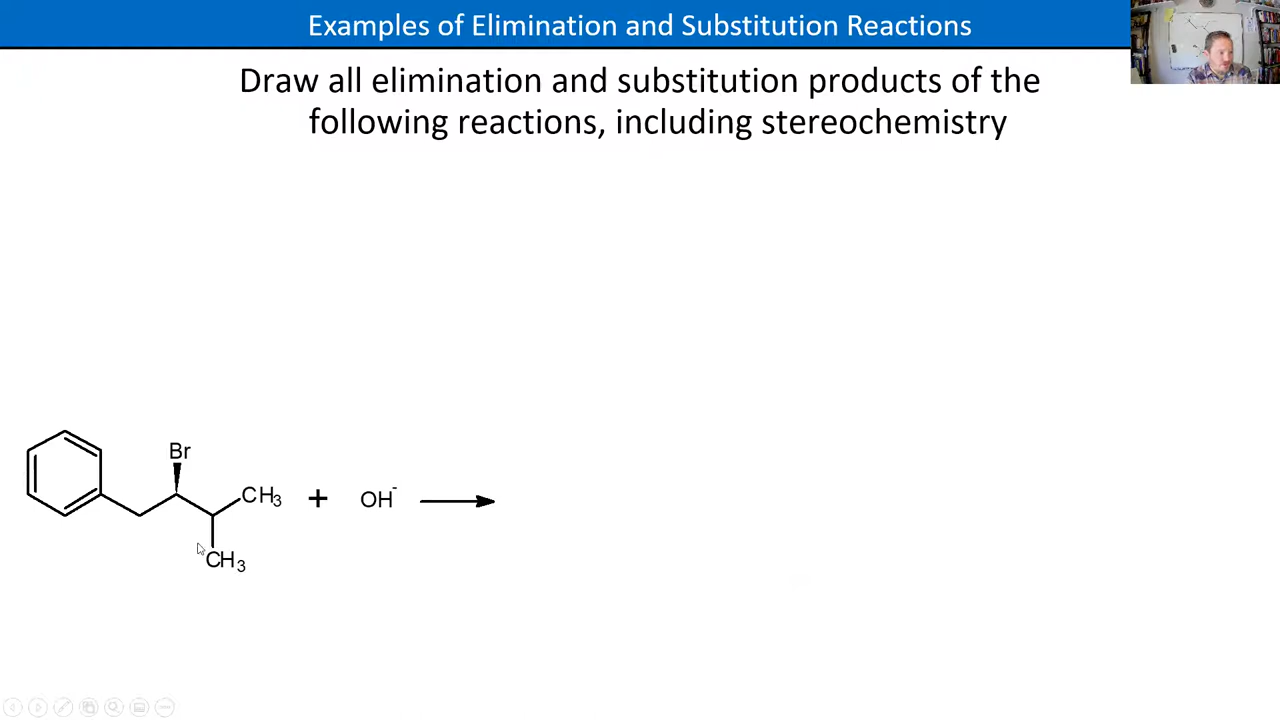 Examples of Elimination and Substitution Reactions
Draw all elimination and substitution products of the
following reactions, including stereochemistry
Br
CH3
+ OH-
CH3